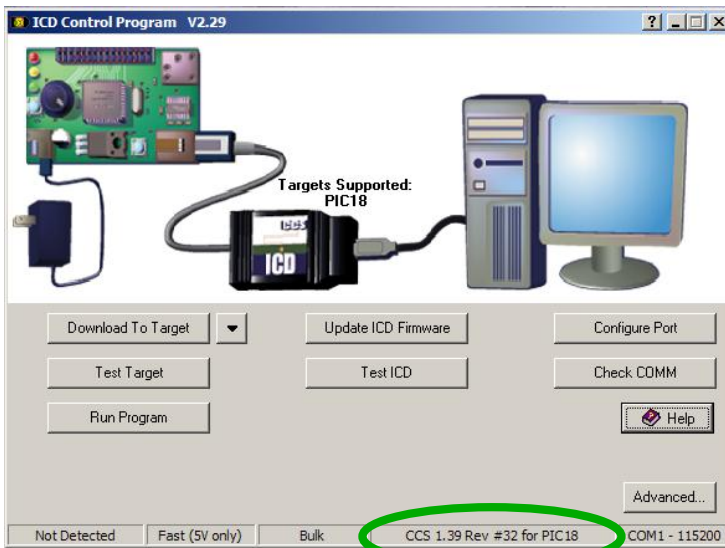 ICD Control Program V2.29
Targets Supported:
PIC18
CCS
ICD
Download To Target
Update ICD Firmware
Configure Port
Test Target
Test ICD
Check COMM
Run Program
Help
Advanced...
Not Detected
Fast (5V only)
Bulk
CCS 1.39 Rev #32 for PIC18
COM1 - 115200